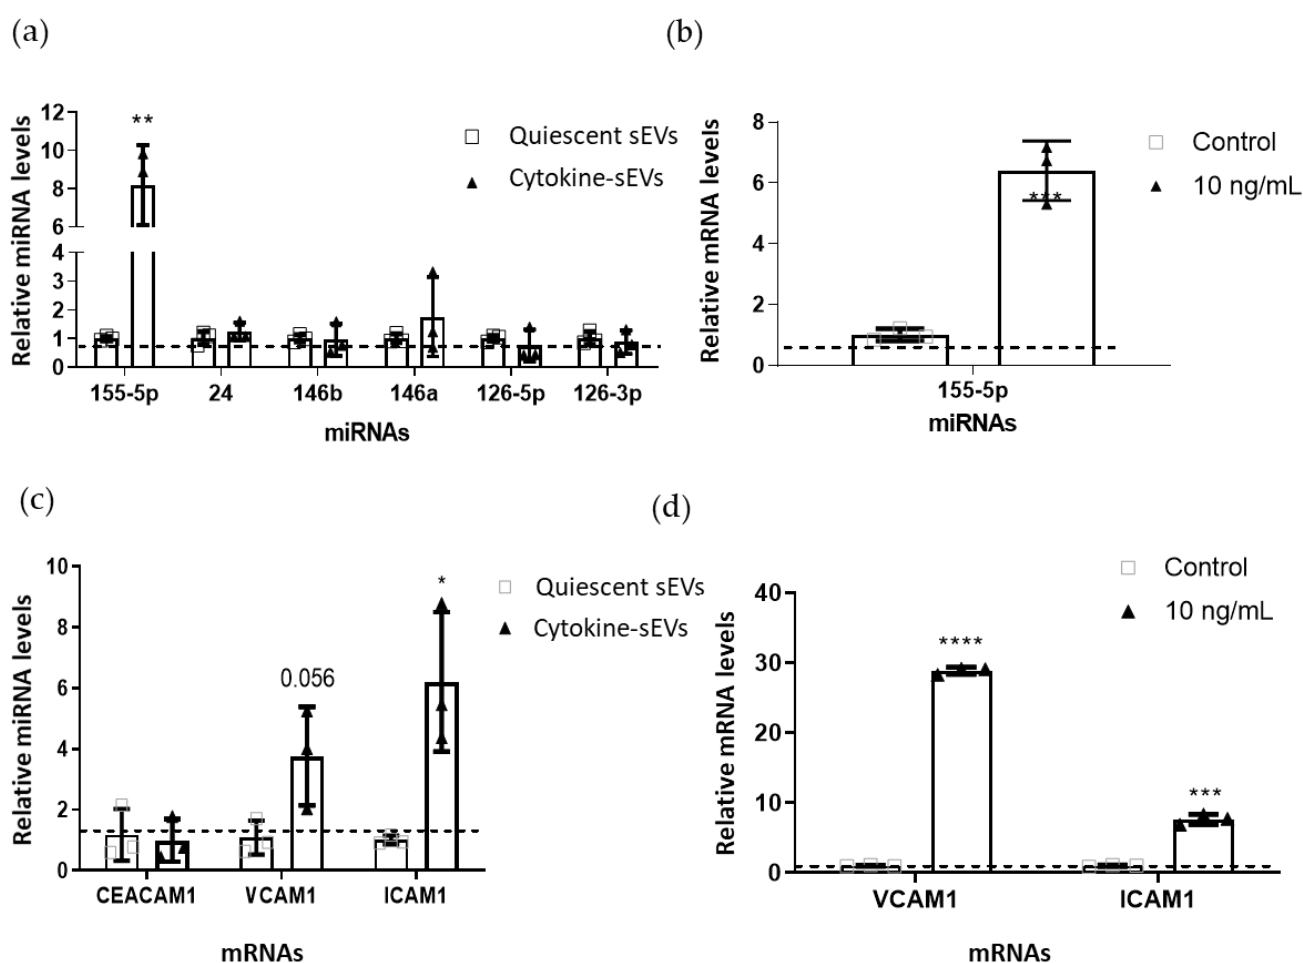 (a)
Relative miRNA levels
12
10
8
6
4
3
2
1
0
**
Quiescent sEVs
Cytokine-sEVs
155-5p 24 146b 146a 126-5p 126-3p
miRNAs
(b)
Relative mRNA levels
8
6
4
2
0
***
Control
10 ng/mL
155-5p
miRNAs
(c)
Relative miRNA levels
10
8
6
4
2
0
0.056
*
Quiescent sEVs
Cytokine-sEVs
CEACAM1 VCAM1 ICAM1
mRNAs
(d)
Relative mRNA levels
40
30
20
10
0
****
***
Control
10 ng/mL
VCAM1 ICAM1
mRNAs